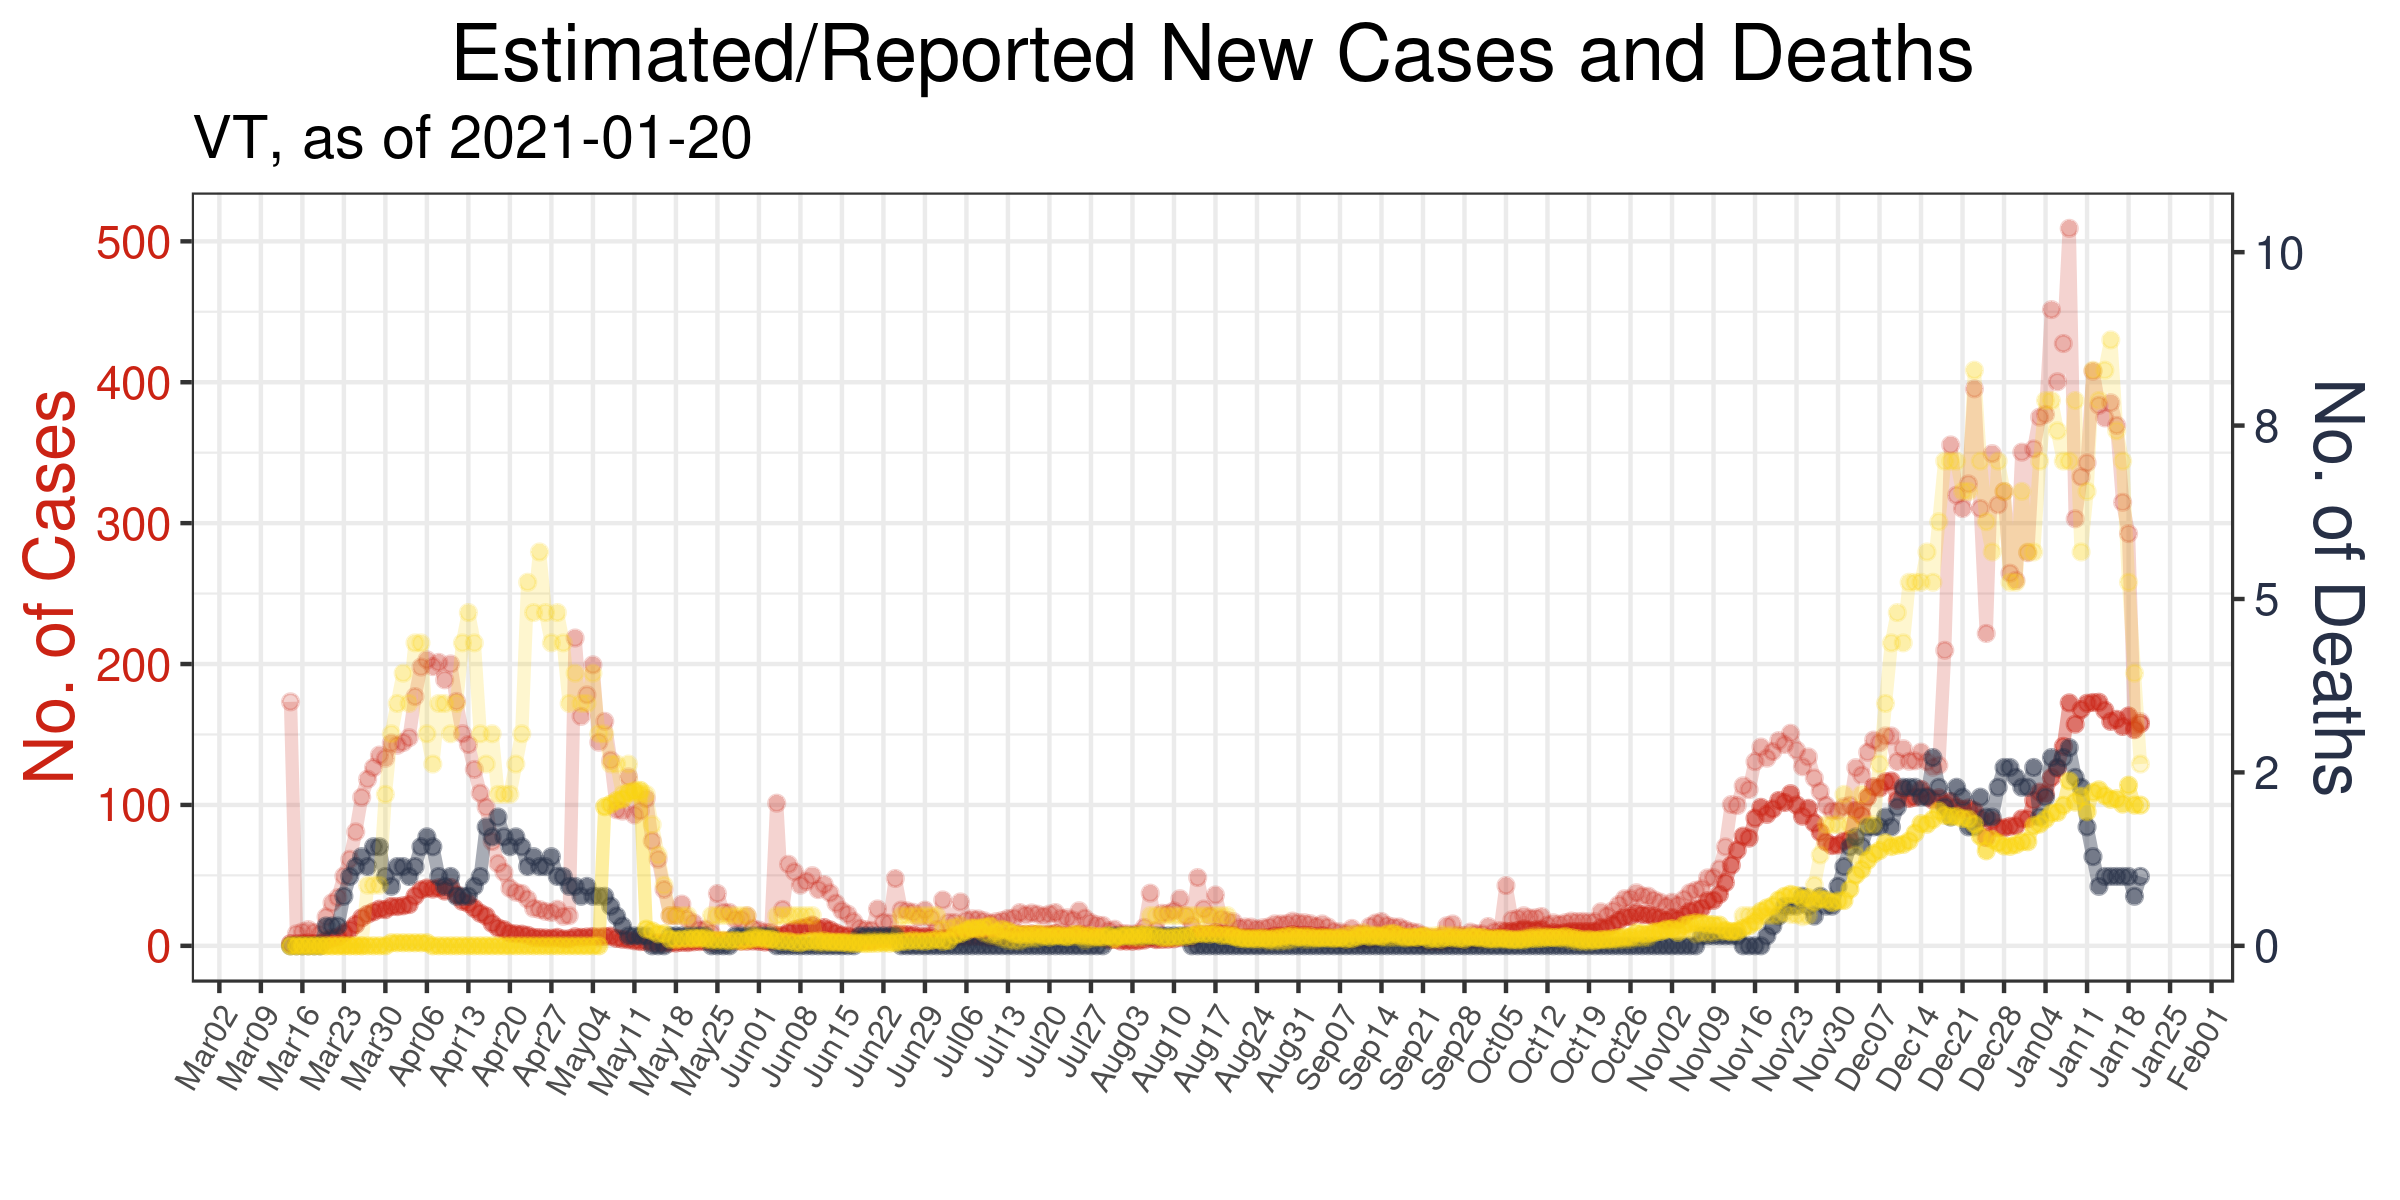 Estimated/Reported New Cases and Deaths
VT, as of 2021-01-20
No. of Cases
500
400
300
200
100
0
10
8
5
2
0
No. of Deaths
Mar02
Mar09
Mar16
Mar23
Mar30
Apr06
Apr13
Apr20
Apr27
May04
May11
May18
May25
Jun01
Jun08
Jun15
Jun22
Jun29
Jul06
Jul13
Jul20
Jul27
Aug03
Aug10
Aug17
Aug24
Aug31
Sep07
Sep14
Sep21
Sep28
Oct05
Oct12
Oct19
Oct26
Nov02
Nov09
Nov16
Nov23
Nov30
Dec07
Dec14
Dec21
Dec28
Jan04
Jan11
Jan18
Jan25
Feb01